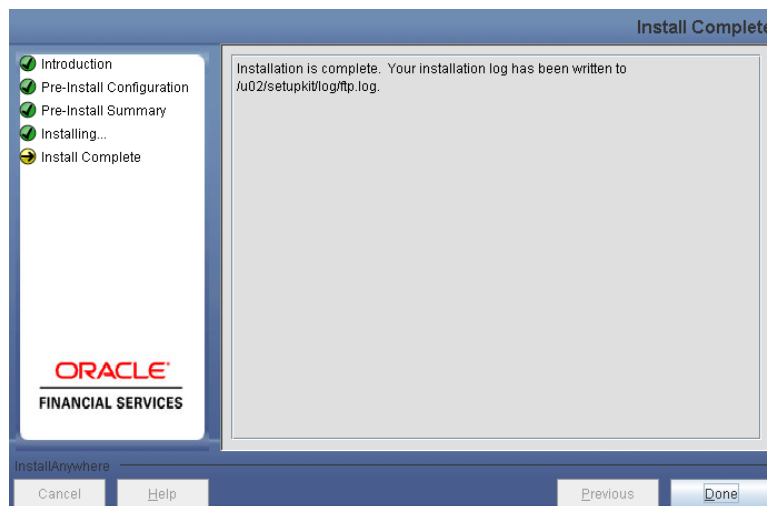 Install Complete
Introduction
Pre-Install Configuration
Pre-Install Summary
Installing...
Install Complete
Installation is complete. Your installation log has been written to
/u02/setupkit/log/ftp.log.
ORACLE
FINANCIAL SERVICES
InstallAnywhere
Cancel
Help
Previous
Done